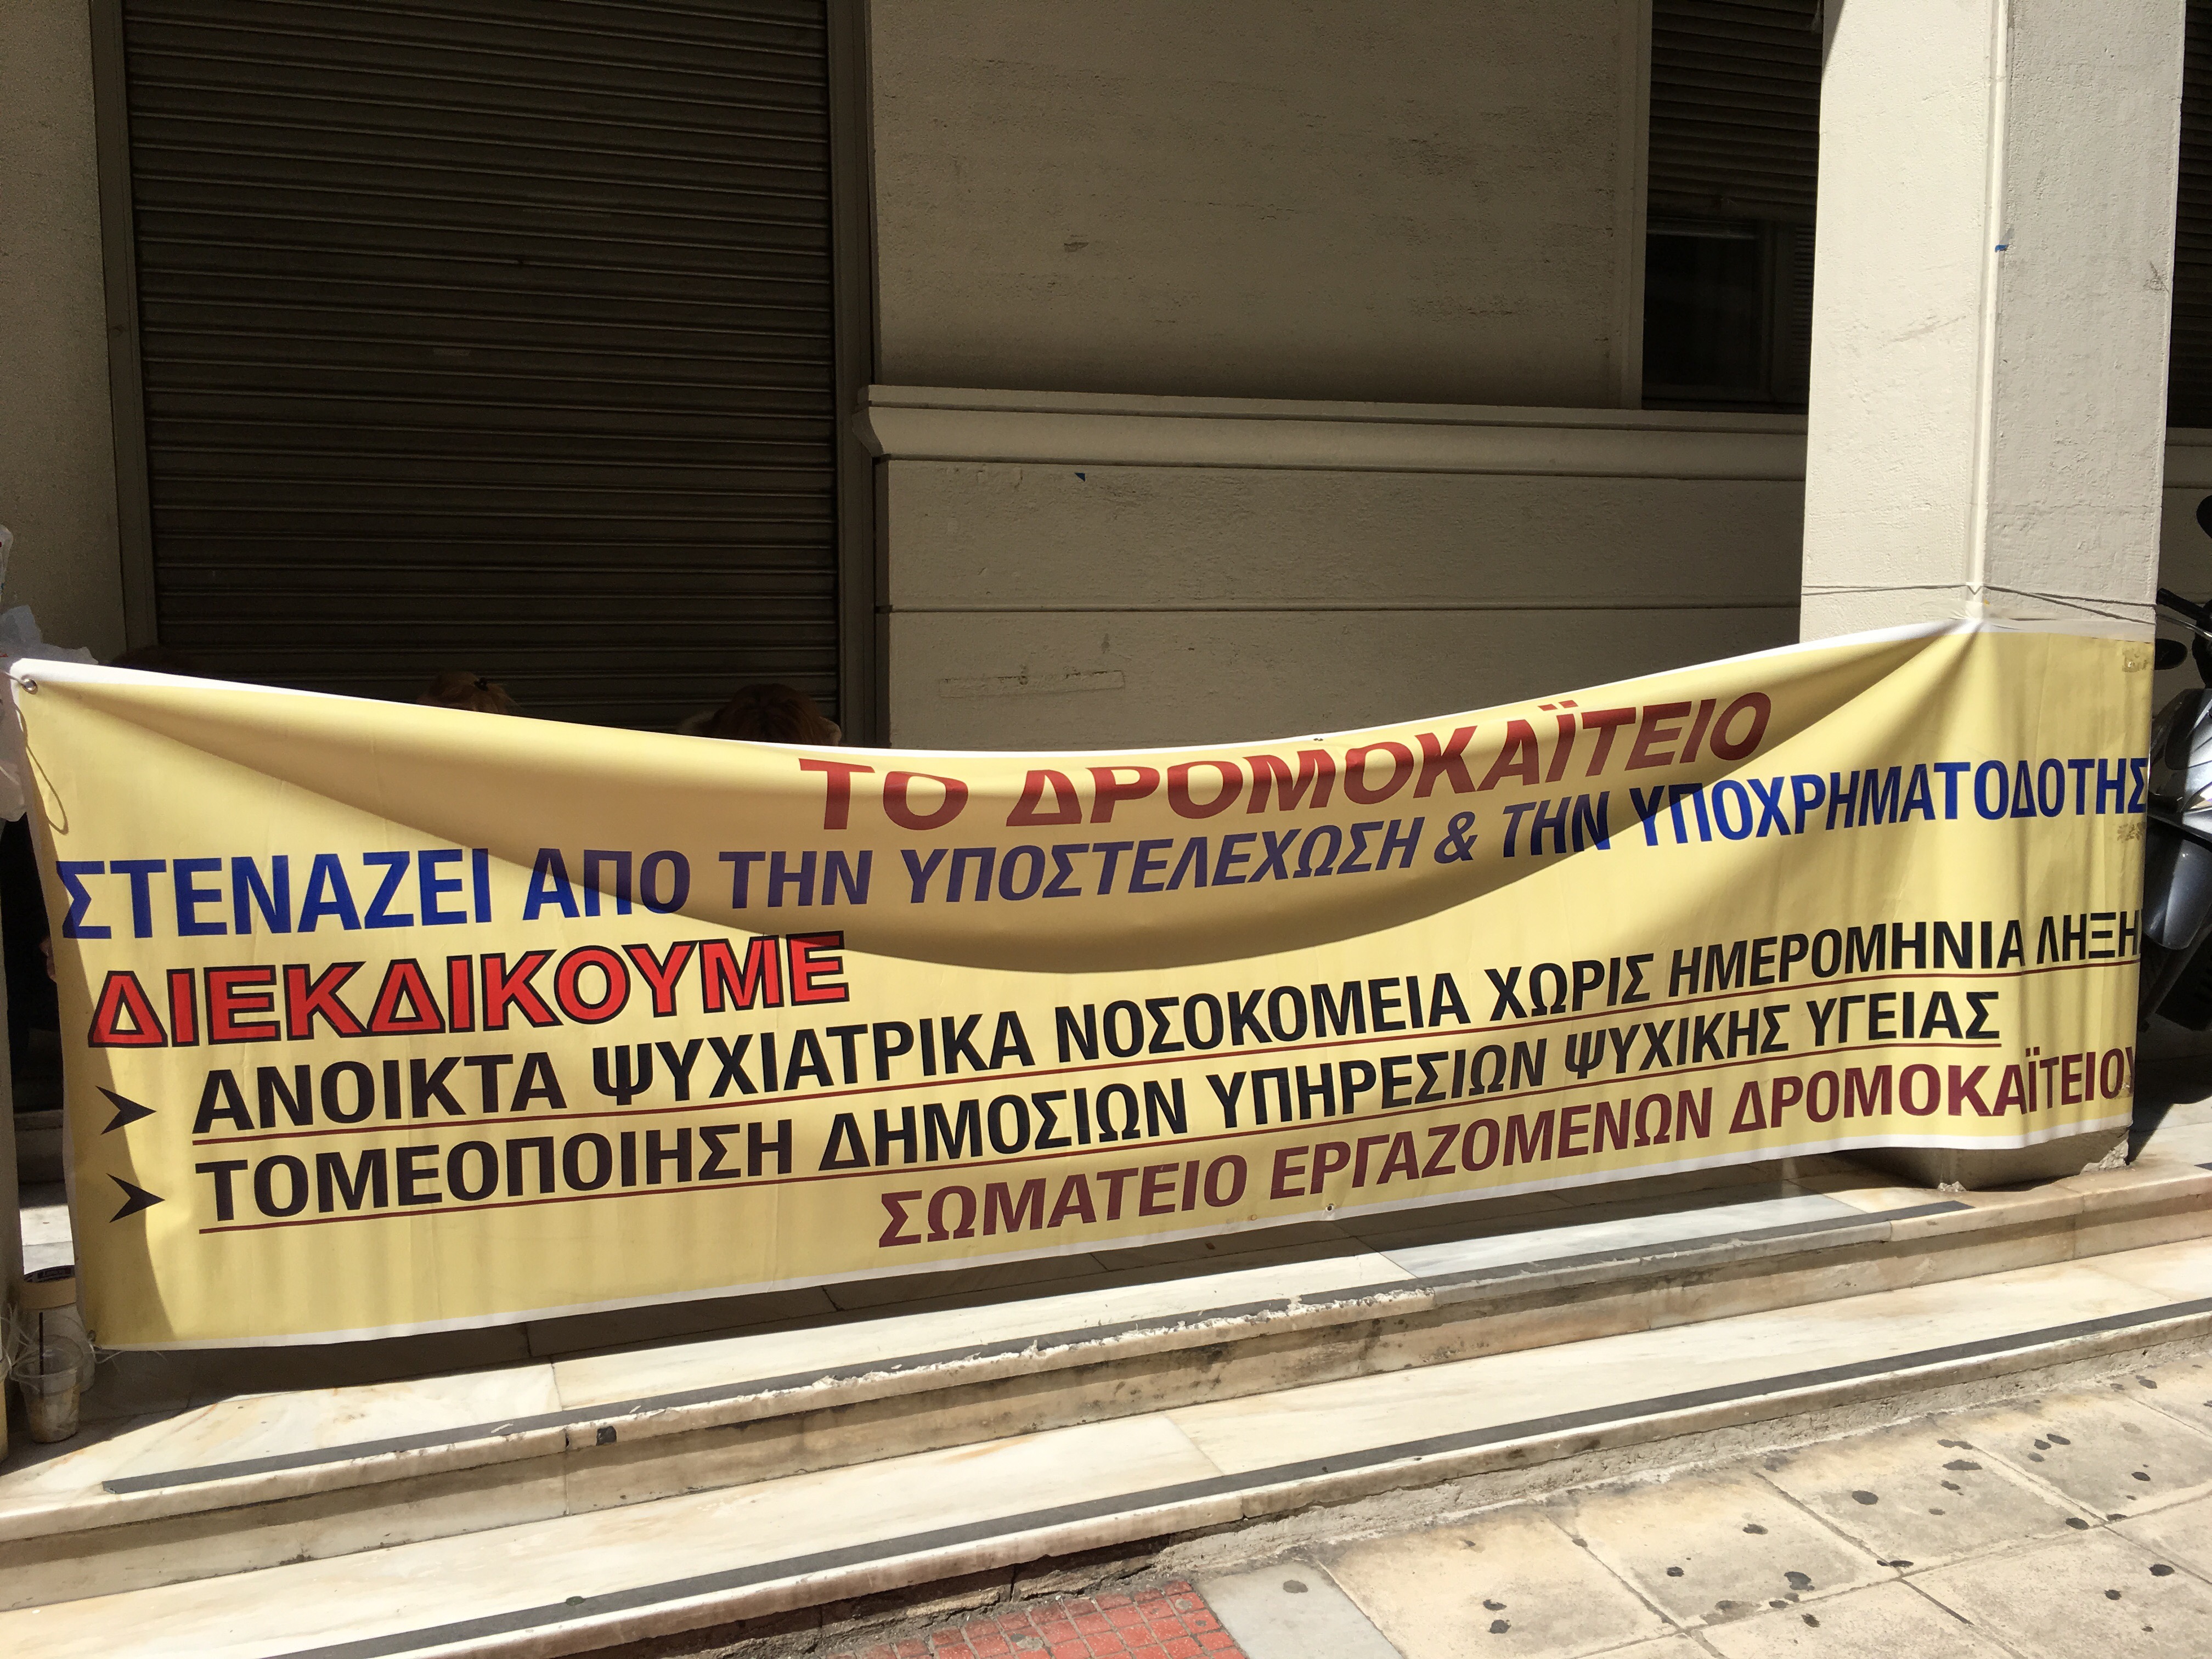 ΤΟ ΔΡΟΜΟΚΑΪΤΕΙΟ
ΣΤΕΝΑΖΕΙ ΑΠΟ ΤΗΝ ΥΠΟΣΤΕΛΕΧΩΣΗ & ΤΗΝ ΥΠΟΧΡΗΜΑΤΟΔΟΤΗΣ
ΔΙΕΚΔΙΚΟΥΜΕ
➢ ΑΝΟΙΚΤΑ ΨΥΧΙΑΤΡΙΚΑ ΝΟΣΟΚΟΜΕΙΑ ΧΩΡΙΣ ΗΜΕΡΟΜΗΝΙΑ ΛΗΞΗ
➢ ΤΟΜΕΟΠΟΙΗΣΗ ΔΗΜΟΣΙΩΝ ΥΠΗΡΕΣΙΩΝ ΨΥΧΙΚΗΣ ΥΓΕΙΑΣ
ΣΩΜΑΤΕΙΟ ΕΡΓΑΖΟΜΕΝΩΝ ΔΡΟΜΟΚΑΪΤΕΙΟΥ